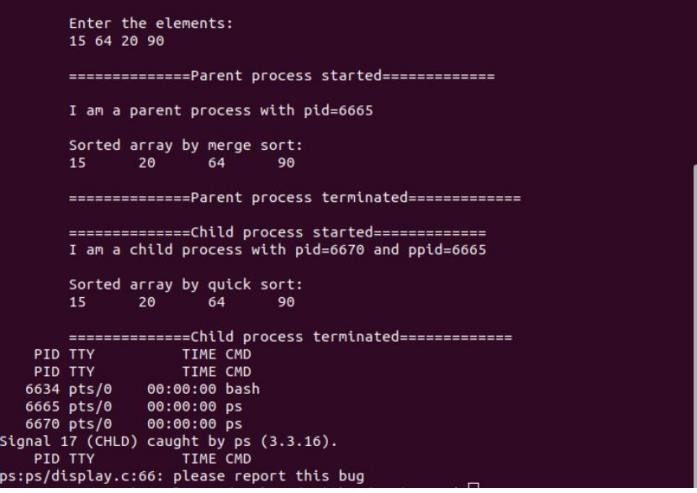 Enter the elements:
15 64 20 90
==============Parent process started=============
I am a parent process with pid=6665
Sorted array by merge sort:
15 20 64 90
==============Parent process terminated=============
==============Child process started=============
I am a child process with pid=6670 and ppid=6665
Sorted array by quick sort:
15 20 64 90
==============Child process terminated=============
PID TTY TIME CMD
PID TTY TIME CMD
6634 pts/0 00:00:00 bash
6665 pts/0 00:00:00 ps
6670 pts/0 00:00:00 ps
Signal 17 (CHLD) caught by ps (3.3.16).
PID TTY TIME CMD
ps:ps/display.c:66: please report this bug